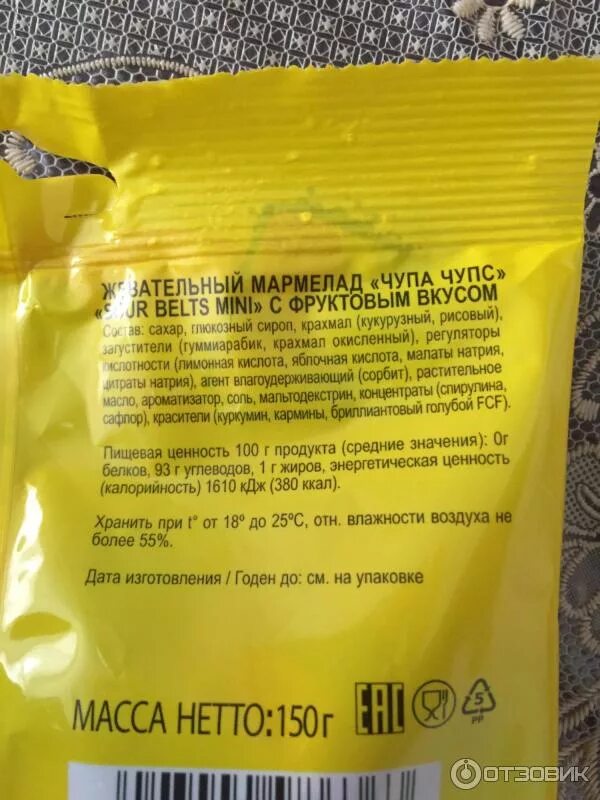 ЖЕВАТЕЛЬНЫЙ МАРМЕЛАД «ЧУПА ЧУПС»
«SOUR BELTS MINI» С ФРУКТОВЫМ ВКУСОМ
Состав: сахар, глюкозный сироп, крахмал (кукурузный, рисовый),
загустители (гуммиарабик, крахмал окисленный), регуляторы
кислотности (лимонная кислота, яблочная кислота, малаты натрия,
цитраты натрия), агент влагоудерживающий (сорбит), растительное
масло, ароматизатор, соль, мальтодекстрин, концентраты (спирулина,
сафлор), красители (куркумин, кармины, бриллиантовый голубой FCF).
Пищевая ценность 100 г продукта (средние значения): 0г
белков, 93 г углеводов, 1 г жиров, энергетическая ценность
(калорийность) 1610 кДж (380 ккал).
Хранить при t° от 18º до 25ºС, отн. влажности воздуха не
более 55%.
Дата изготовления / Годен до: см. на упаковке
МАССА НЕТТО: 150 г
EAC
5
PP
ОТЗОВИК